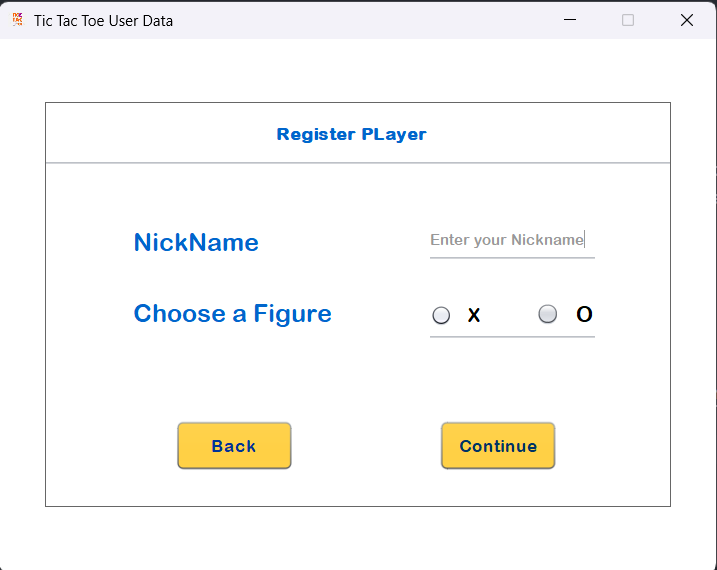 Tic Tac Toe User Data
Register PLayer
NickName
Enter your Nickname
Choose a Figure
X O
Back
Continue